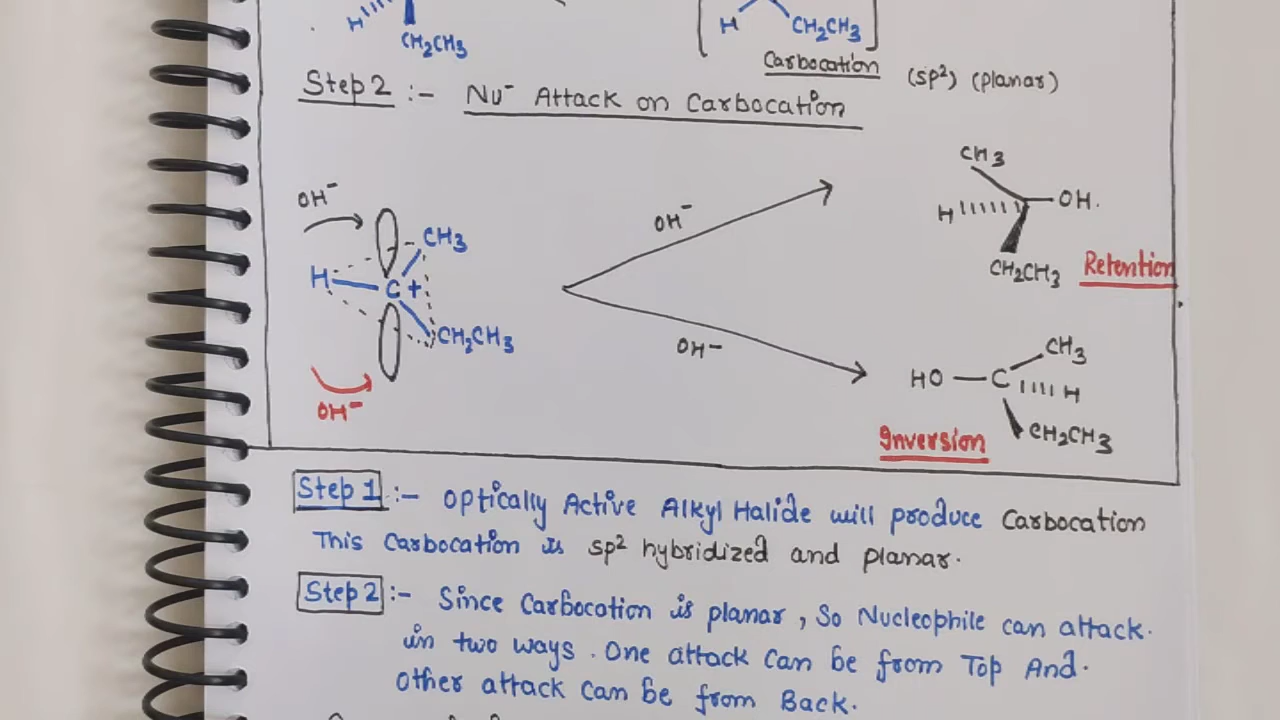 H
CH₂CH₃
H
CH₂CH₃
Carbocation (sp²) (planar)
Step 2 :- Nu⁻ Attack on Carbocation
OH⁻
H
C +
CH₃
CH₂CH₃
OH⁻
OH⁻
OH⁻
CH₃
H
OH.
CH₂CH₃
Retention
HO — C
CH₃
H
CH₂CH₃
Inversion
Step 1 :- Optically Active Alkyl Halide will produce Carbocation
This Carbocation is sp² hybridized and planar.
Step 2 :- Since Carbocation is planar, So Nucleophile can attack.
in two ways. One attack can be from Top And.
other attack can be from Back.